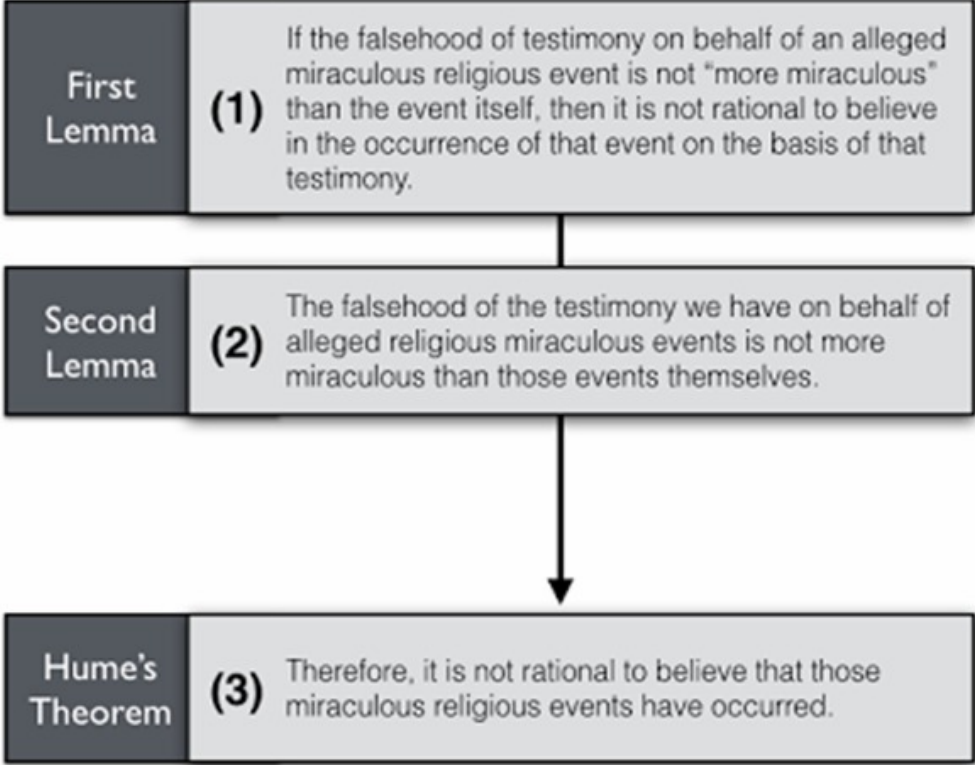 First
Lemma
(1)
If the falsehood of testimony on behalf of an alleged
miraculous religious event is not “more miraculous”
than the event itself, then it is not rational to believe
in the occurrence of that event on the basis of that
testimony.
Second
Lemma
(2)
The falsehood of the testimony we have on behalf of
alleged religious miraculous events is not more
miraculous than those events themselves.
Hume’s
Theorem
(3)
Therefore, it is not rational to believe that those
miraculous religious events have occurred.